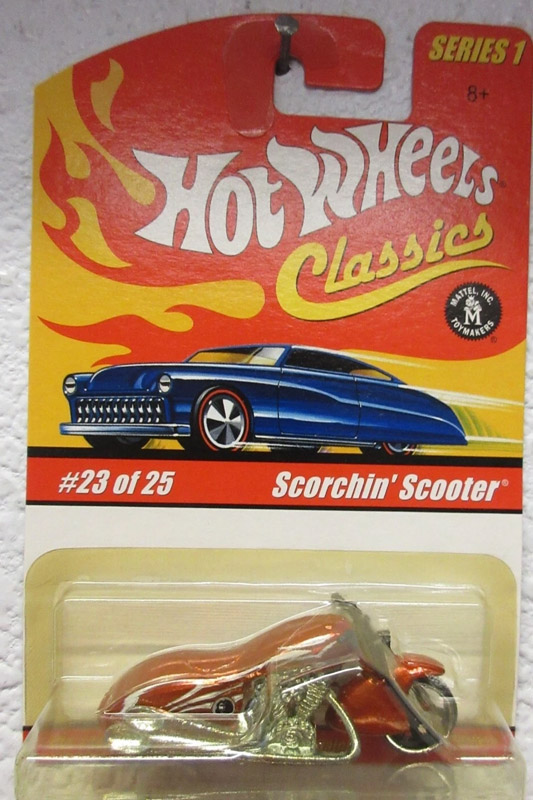 SERIES 1
8+
Hot Wheels®
Classics
MATTEL, INC.
M
TOYMAKERS®
#23 of 25 Scorchin' Scooter®